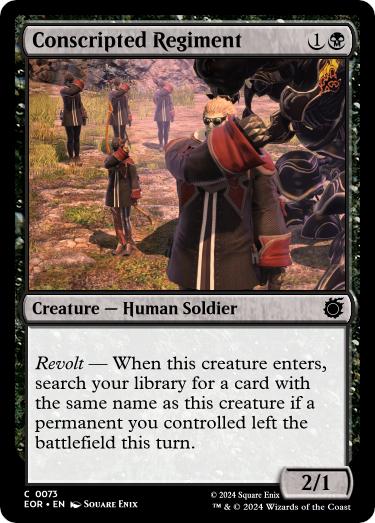 Conscripted Regiment 1
Creature — Human Soldier
Revolt — When this creature enters,
search your library for a card with
the same name as this creature if a
permanent you controlled left the
battlefield this turn.
2/1
C 0073
EOR • EN SQUARE ENIX
© 2024 Square Enix
™ & © 2024 Wizards of the Coast